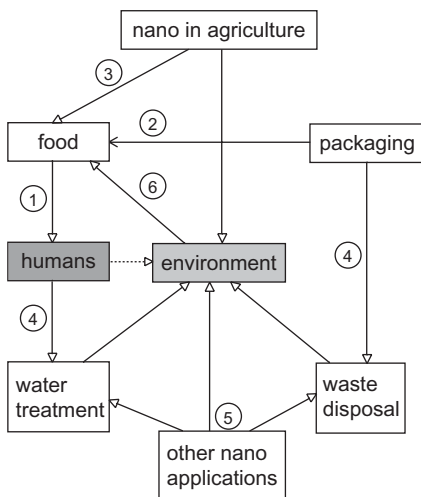 nano in agriculture
3
food
2
packaging
1
6
humans
environment
4
4
water
treatment
waste
disposal
5
other nano
applications